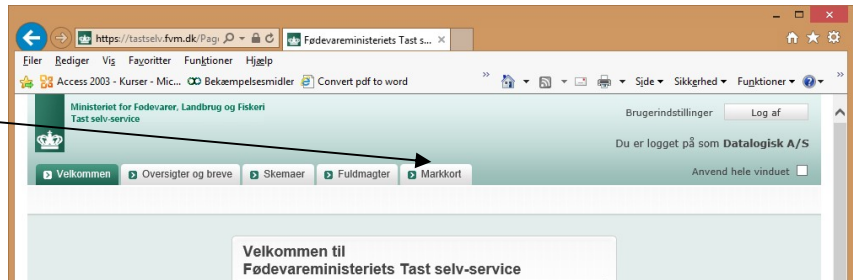 https://tastselv.fvm.dk/Pag
Fødevareministeriets Tast s...
Filer Rediger Vis Favoritter Funktioner Hjælp
Access 2003 - Kurser - Mic... Bekæmpelsesmidler Convert pdf to word
Side Sikkerhed Funktioner
Ministeriet for Fødevarer, Landbrug og Fiskeri
Tast selv-service
Brugerindstillinger Log af
Du er logget på som Datalogisk A/S
Velkommen Oversigter og breve Skemaer Fuldmagter Markkort
Anvend hele vinduet
Velkommen til
Fødevareministeriets Tast selv-service